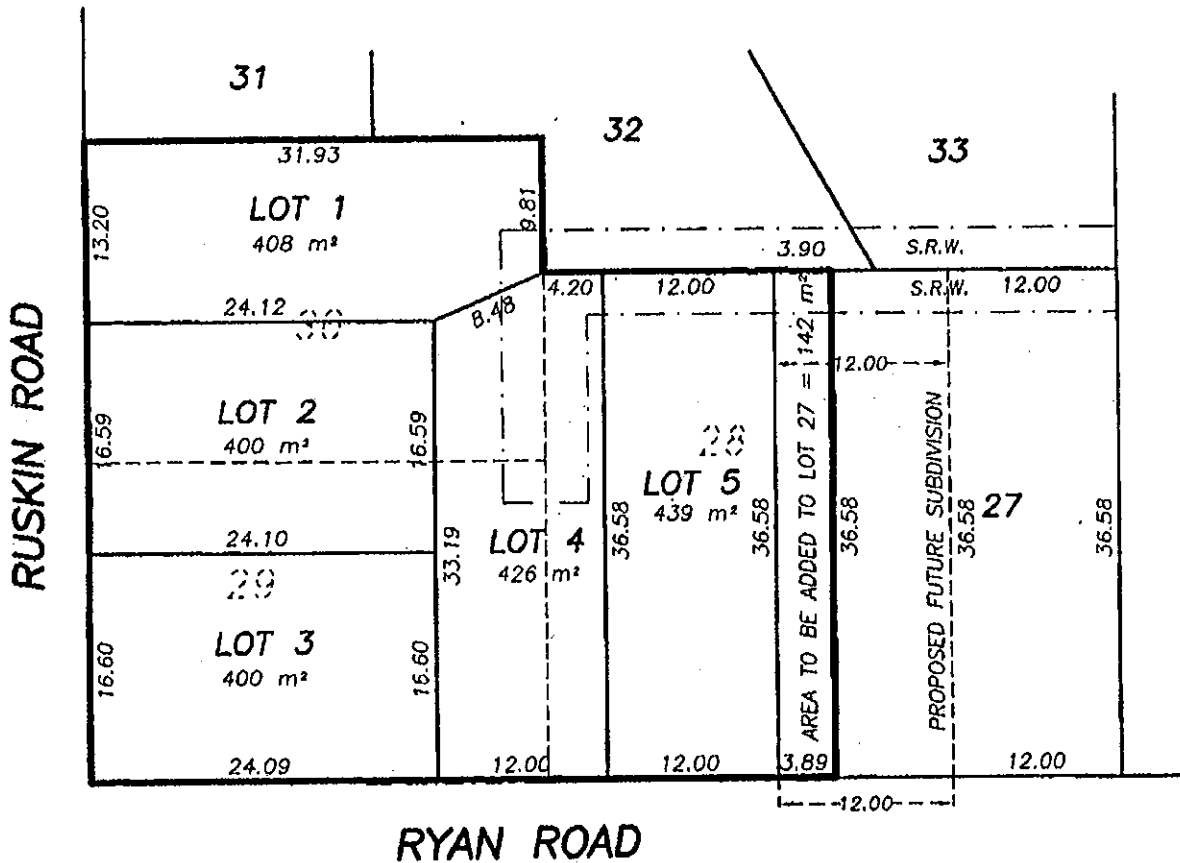 31
32
33
31.93
LOT 1
408 m²
13.20
9.81
3.90
S.R.W.
24.12
30
8.48
4.20
12.00
S.R.W.
12.00
12.00
RUSKIN ROAD
LOT 2
400 m²
16.59
16.59
28
LOT 5
439 m²
27
24.10
33.19
LOT 4
426 m²
36.58
36.58
AREA TO BE ADDED TO LOT 27 = 142 m²
36.58
PROPOSED FUTURE SUBDIVISION
36.58
36.58
29
LOT 3
400 m²
16.60
16.60
24.09
12.00
12.00
3.89
12.00
12.00
RYAN ROAD